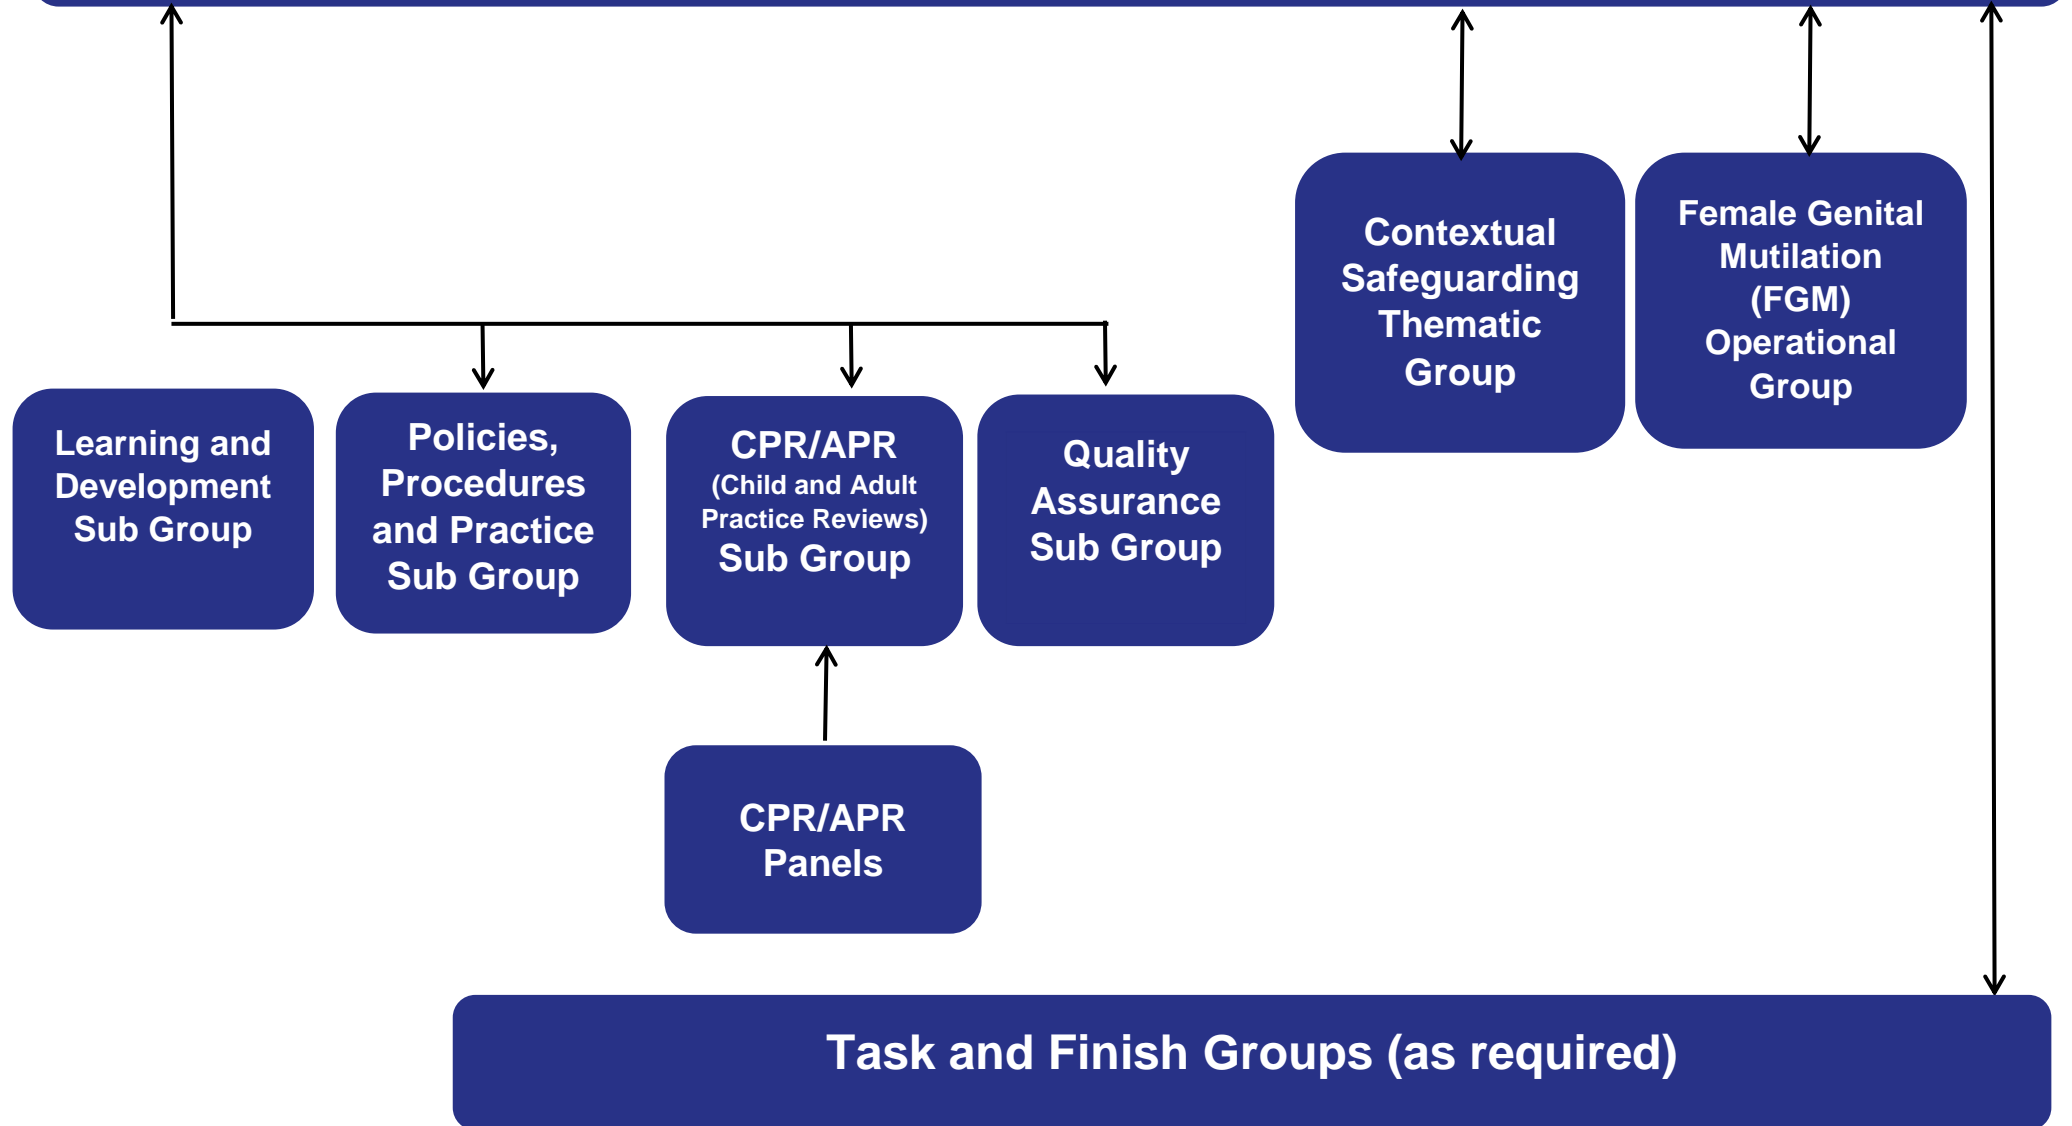 Contextual
Safeguarding
Thematic
Group
Female Genital
Mutilation
(FGM)
Operational
Group
Learning and
Development
Sub Group
Policies,
Procedures
and Practice
Sub Group
CPR/APR
(Child and Adult
Practice Reviews)
Sub Group
Quality
Assurance
Sub Group
CPR/APR
Panels
Task and Finish Groups (as required)